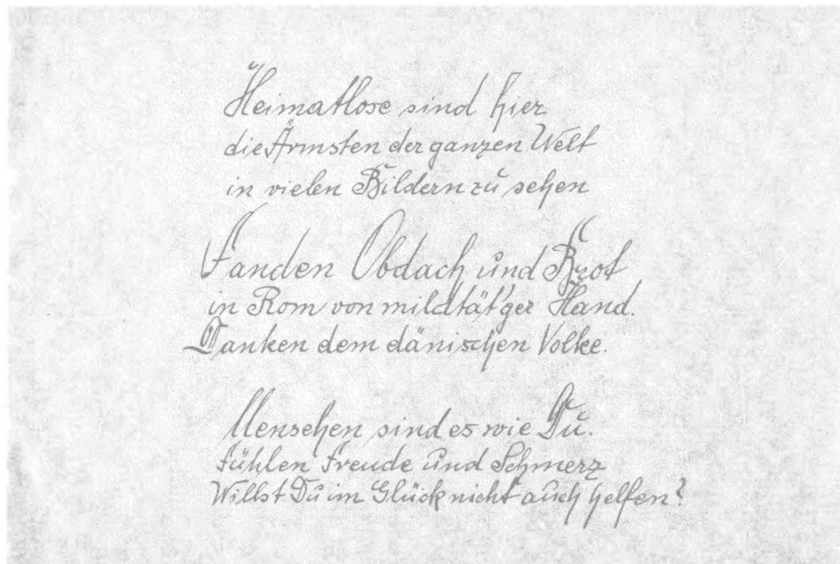 Heimatlose sind hier
die Ärmsten der ganzen Welt
in vielen Bildern zu sehen
Fanden Obdach und Brot
in Rom von mildtät'ger Hand.
Danken dem dänischen Volke.
Menschen sind es wie Du.
Fühlen Freude und Schmerz
Willst Du im Glück nicht auch helfen?